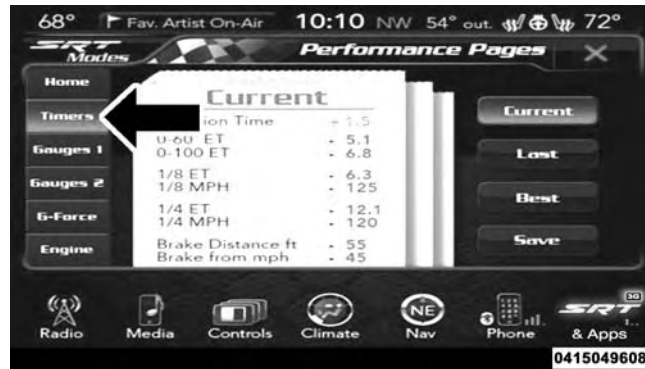 68° Fav. Artist On-Air 10:10 NW 54° out. 72°
SRT Modes Performance Pages
Home
Timers
Gauges 1
Gauges 2
G-Force
Engine
Current
ion Time + 1.5
0-60 ET - 5.1
0-100 ET - 6.8
1/8 ET - 6.3
1/8 MPH - 125
1/4 ET - 12.1
1/4 MPH - 120
Brake Distance ft - 55
Brake from mph - 45
Current
Last
Best
Save
Radio
Media
Controls
Climate
NE
Nav
Phone
3G
SRT
& Apps
0415049608